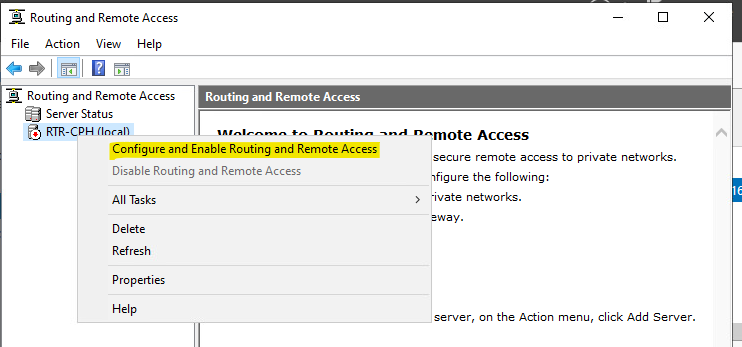 Routing and Remote Access
File Action View Help
Routing and Remote Access
Server Status
RTR-CPH (local)
Routing and Remote Access
Welcome to Routing and Remote Access
Configure and Enable Routing and Remote Access
secure remote access to private networks.
Disable Routing and Remote Access
nfigure the following:
All Tasks
rivate networks.
eway.
Delete
Refresh
Properties
Help
server, on the Action menu, click Add Server.
16